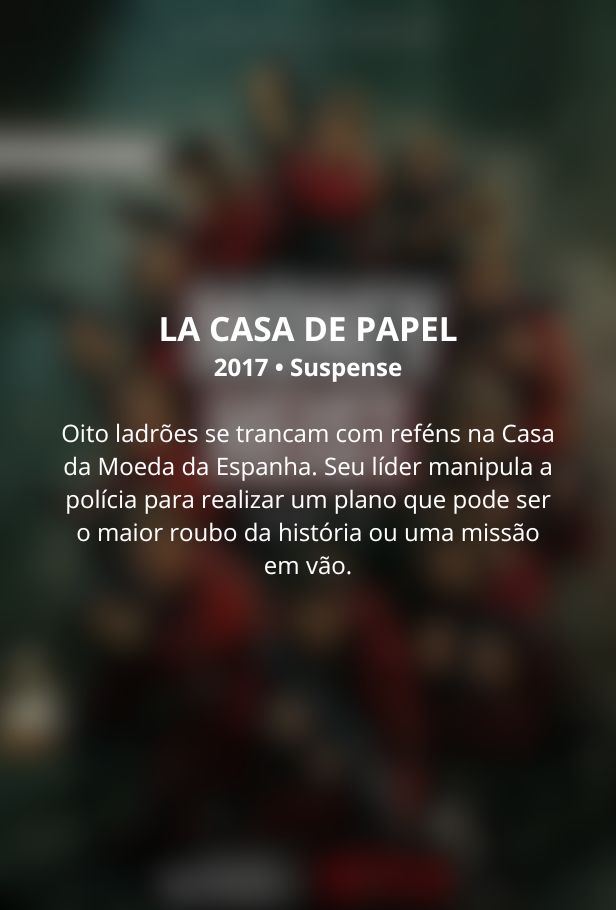 LA CASA DE PAPEL
2017 • Suspense
Oito ladrões se trancam com reféns na Casa
da Moeda da Espanha. Seu líder manipula a
polícia para realizar um plano que pode ser
o maior roubo da história ou uma missão
em vão.